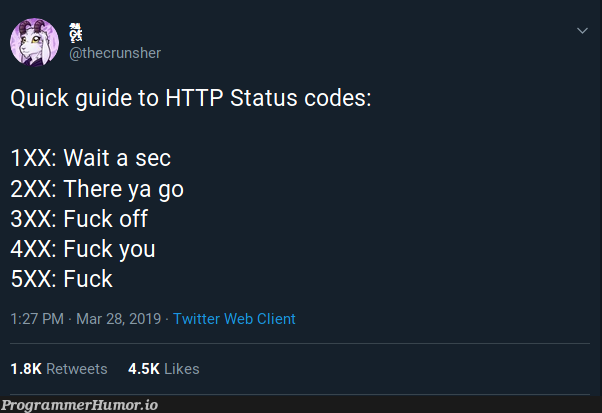 @thecrunsher
Quick guide to HTTP Status codes:
1XX: Wait a sec
2XX: There ya go
3XX: Fuck off
4XX: Fuck you
5XX: Fuck
1:27 PM · Mar 28, 2019 · Twitter Web Client
1.8K Retweets 4.5K Likes
ProgrammerHumor.io